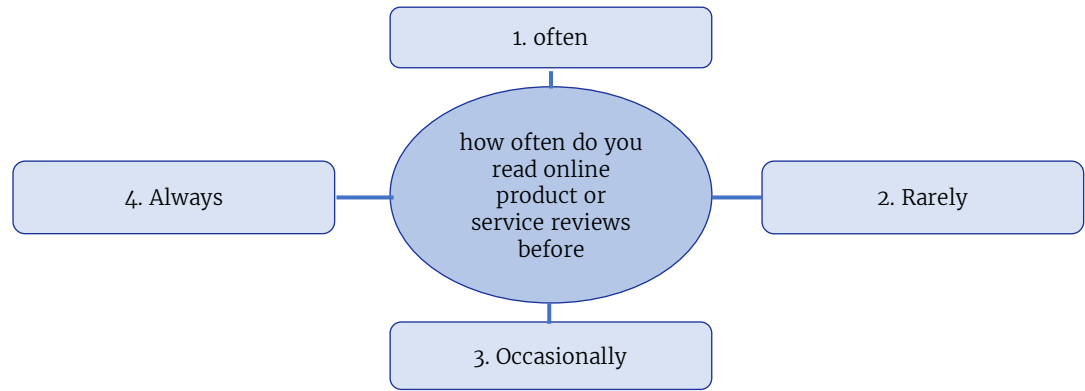 1. often
how often do you
read online
product or
service reviews
before
4. Always
2. Rarely
3. Occasionally